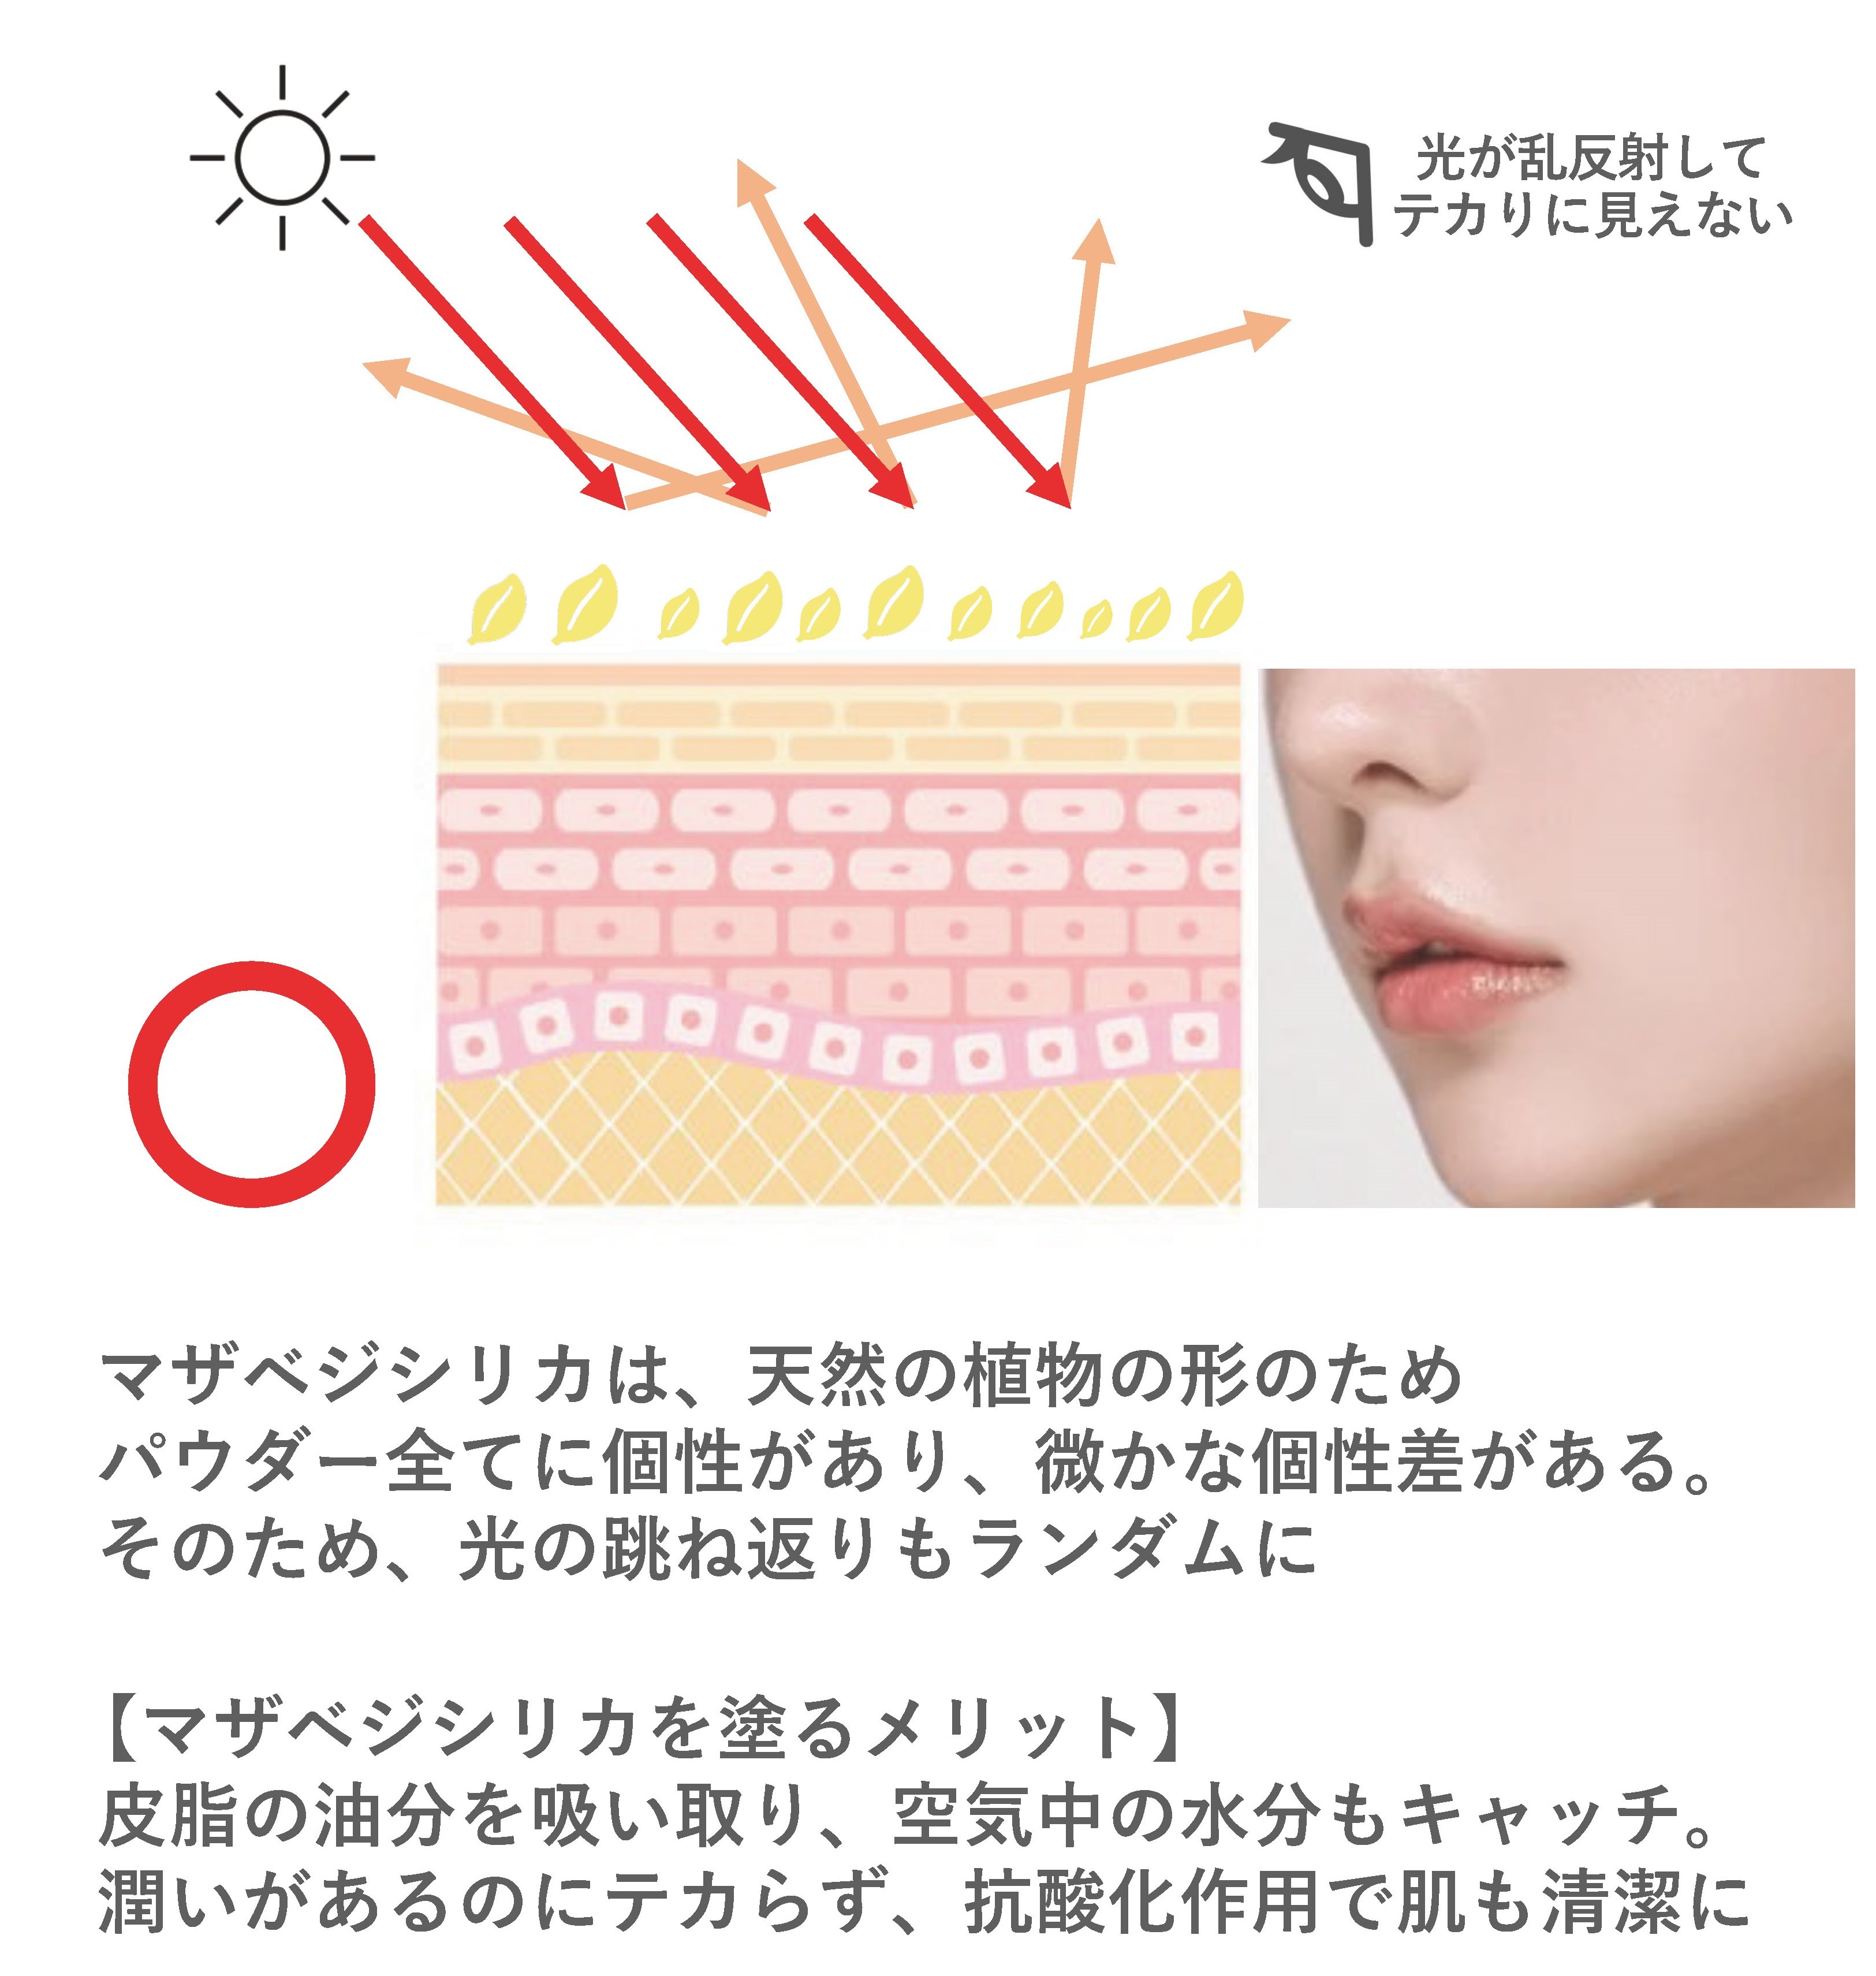 光が乱反射して
テカりに見えない
マザベジシリカは、天然の植物の形のため
パウダー全てに個性があり、微かな個性差がある。
そのため、光の跳ね返りもランダムに
【マザベジシリカを塗るメリット】
皮脂の油分を吸い取り、空気中の水分もキャッチ。
潤いがあるのにテカらず、抗酸化作用で肌も清潔に